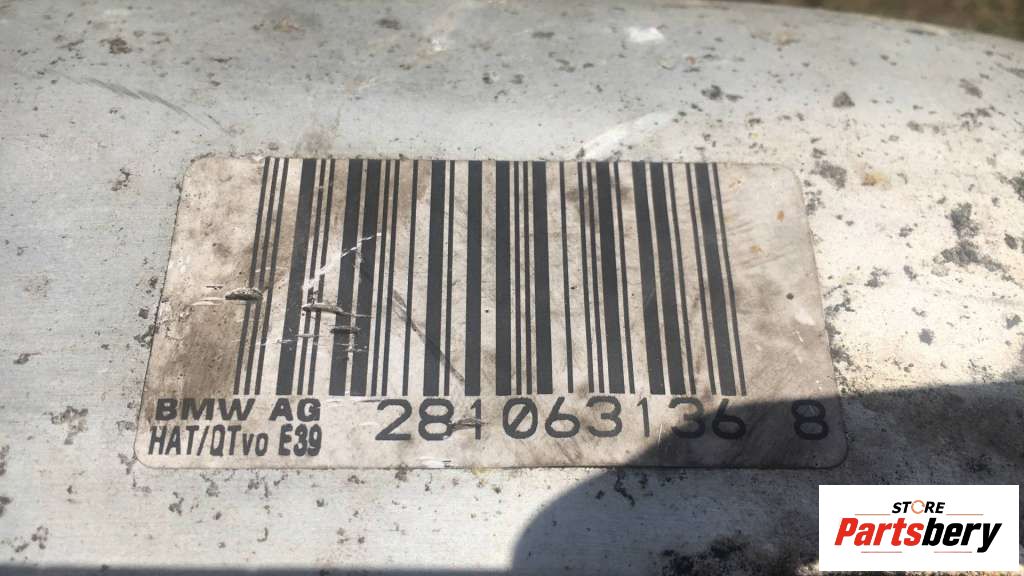 BMW AG
281063136 8
HAT/QTvo E39
STORE
Partsbery